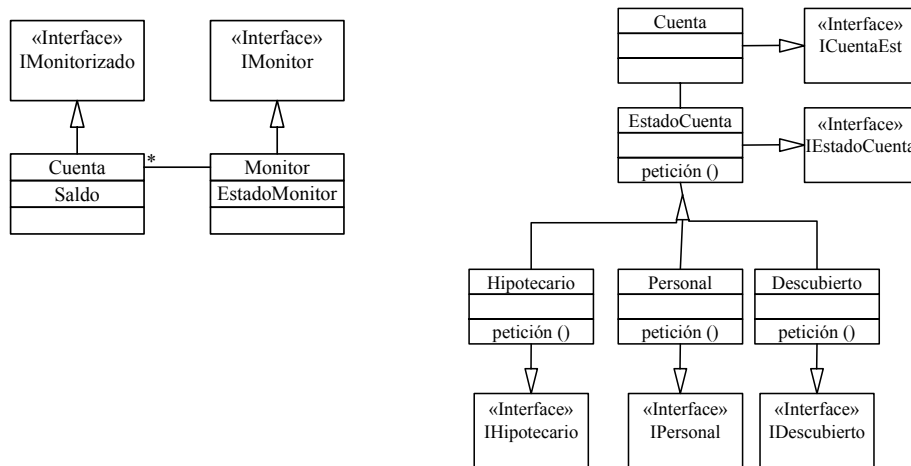 «Interface»
IMonitorizado
«Interface»
IMonitor
Cuenta
Saldo
*
Monitor
EstadoMonitor
Cuenta
«Interface»
ICuentaEst
EstadoCuenta
petición ()
«Interface»
IEstadoCuenta
Hipotecario
petición ()
Personal
petición ()
Descubierto
petición ()
«Interface»
IHipotecario
«Interface»
IPersonal
«Interface»
IDescubierto